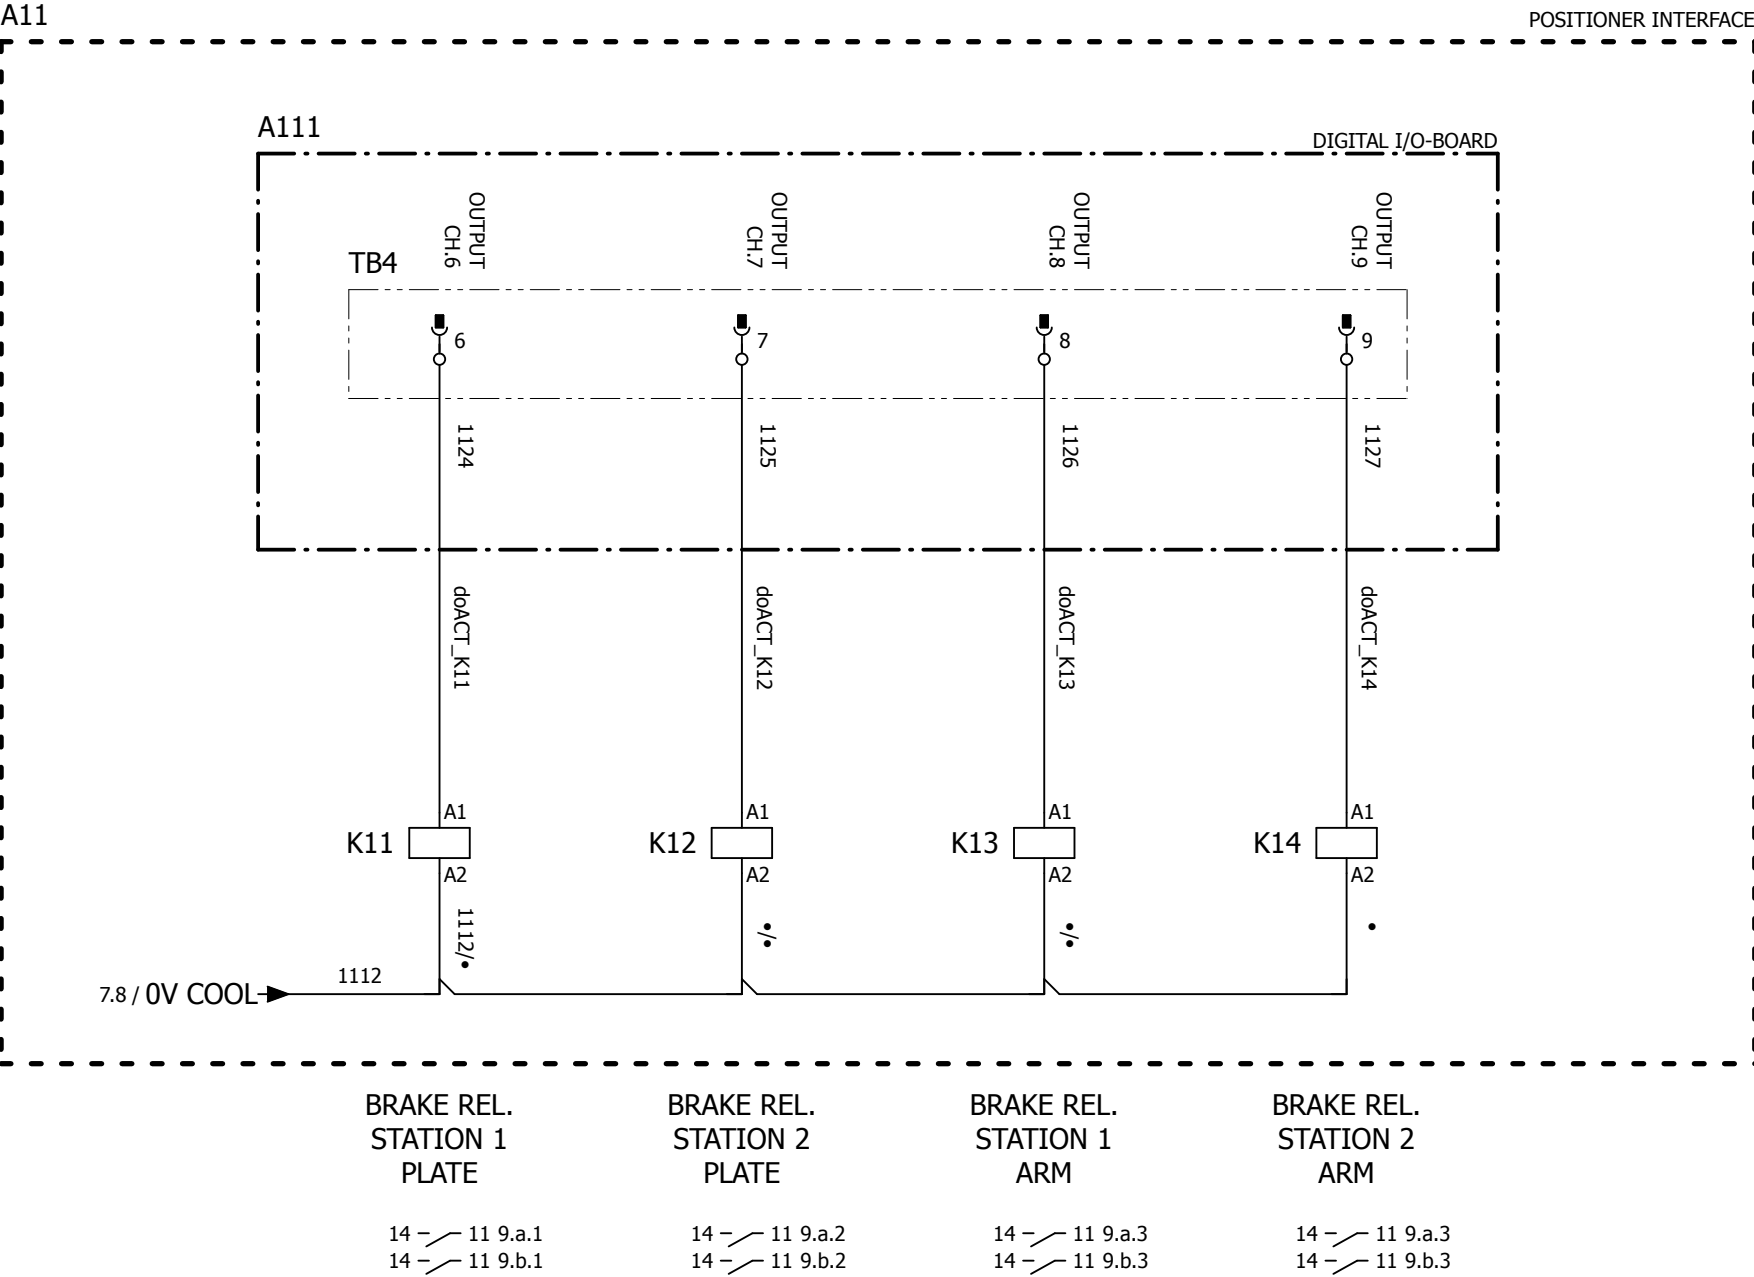 A11
POSITIONER INTERFACE
A111
DIGITAL I/O-BOARD
OUTPUT
CH.6
OUTPUT
CH.7
OUTPUT
CH.8
OUTPUT
CH.9
TB4
6
7
8
9
1124
1125
1126
1127
doACT_K11
doACT_K12
doACT_K13
doACT_K14
A1
A1
A1
A1
K11
K12
K13
K14
A2
A2
A2
A2
1112/•
•/•
•/•
•
7.8 / 0V COOL
1112
BRAKE REL.
STATION 1
PLATE
BRAKE REL.
STATION 2
PLATE
BRAKE REL.
STATION 1
ARM
BRAKE REL.
STATION 2
ARM
14 11 9.a.1
14 11 9.b.1
14 11 9.a.2
14 11 9.b.2
14 11 9.a.3
14 11 9.b.3
14 11 9.a.3
14 11 9.b.3